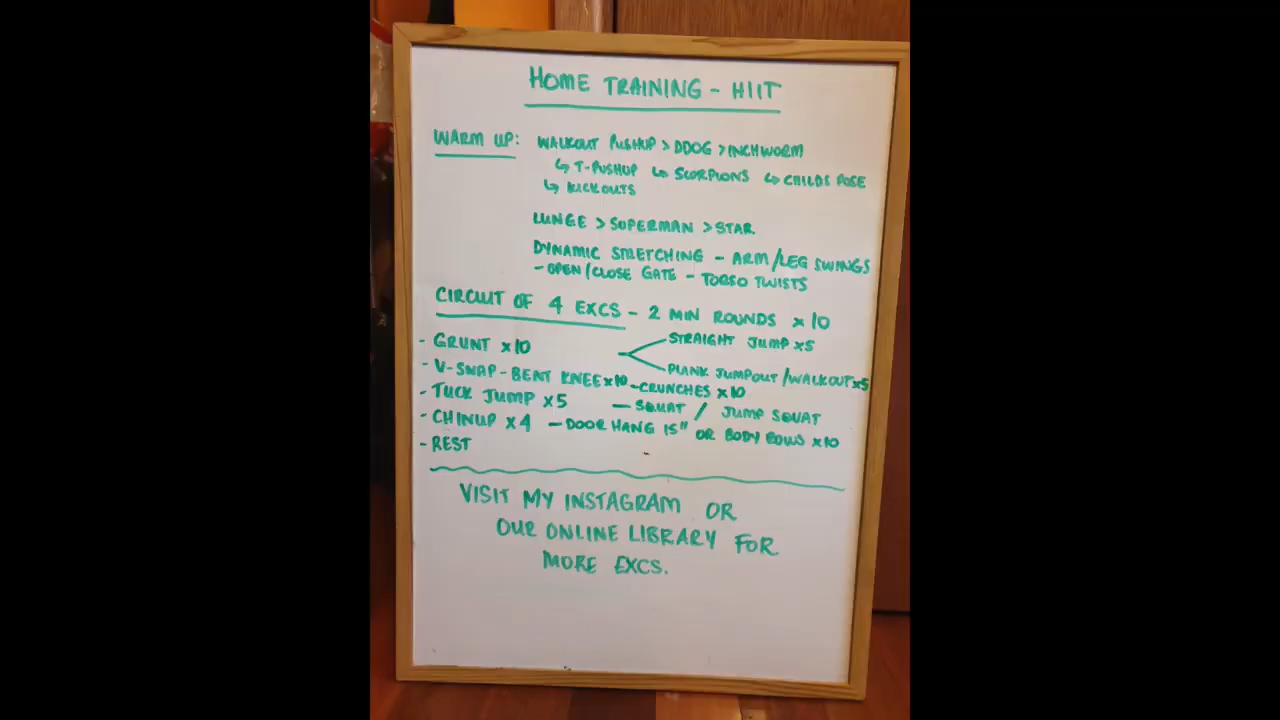 HOME TRAINING - HIIT
WARM UP: WALKOUT PUSHUP > DDOG > INCHWORM
↳ T-PUSHUP ↳ SCORPIONS ↳ CHILDS POSE
↳ KICKOUTS
LUNGE > SUPERMAN > STAR
DYNAMIC STRETCHING - ARM/LEG SWINGS
- OPEN/CLOSE GATE - TORSO TWISTS
CIRCUIT OF 4 EXCS - 2 MIN ROUNDS x10
- GRUNT x10 < STRAIGHT JUMP x5
PLANK JUMPOUT/WALKOUT x5
- V-SNAP-BENT KNEE x10 - CRUNCHES x10
- TUCK JUMP x5 - SQUAT / JUMP SQUAT
- CHINUP x4 - DOOR HANG 15" OR BODY ROWS x10
- REST
VISIT MY INSTAGRAM OR
OUR ONLINE LIBRARY FOR
MORE EXCS.